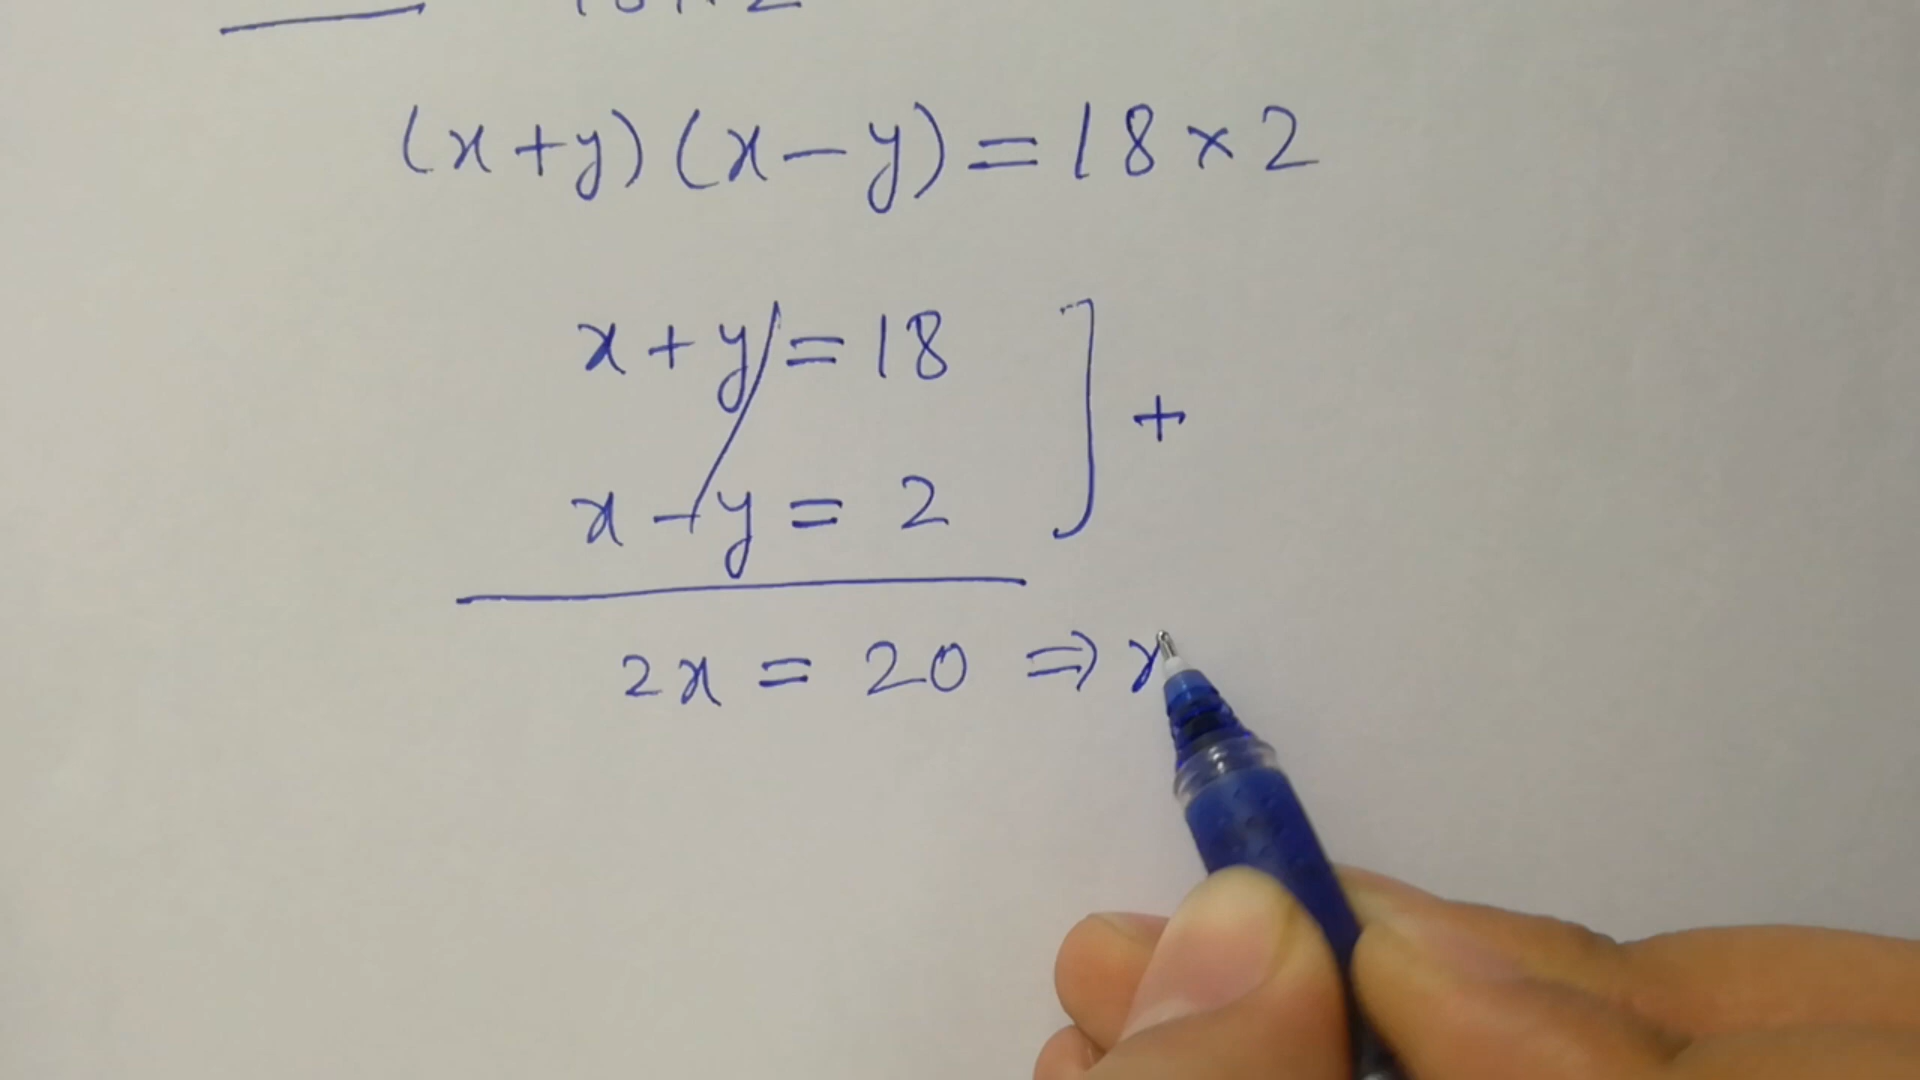 (x+y)(x-y)=18×2
x+y=18
x-y=2
+
2x=20⇒x